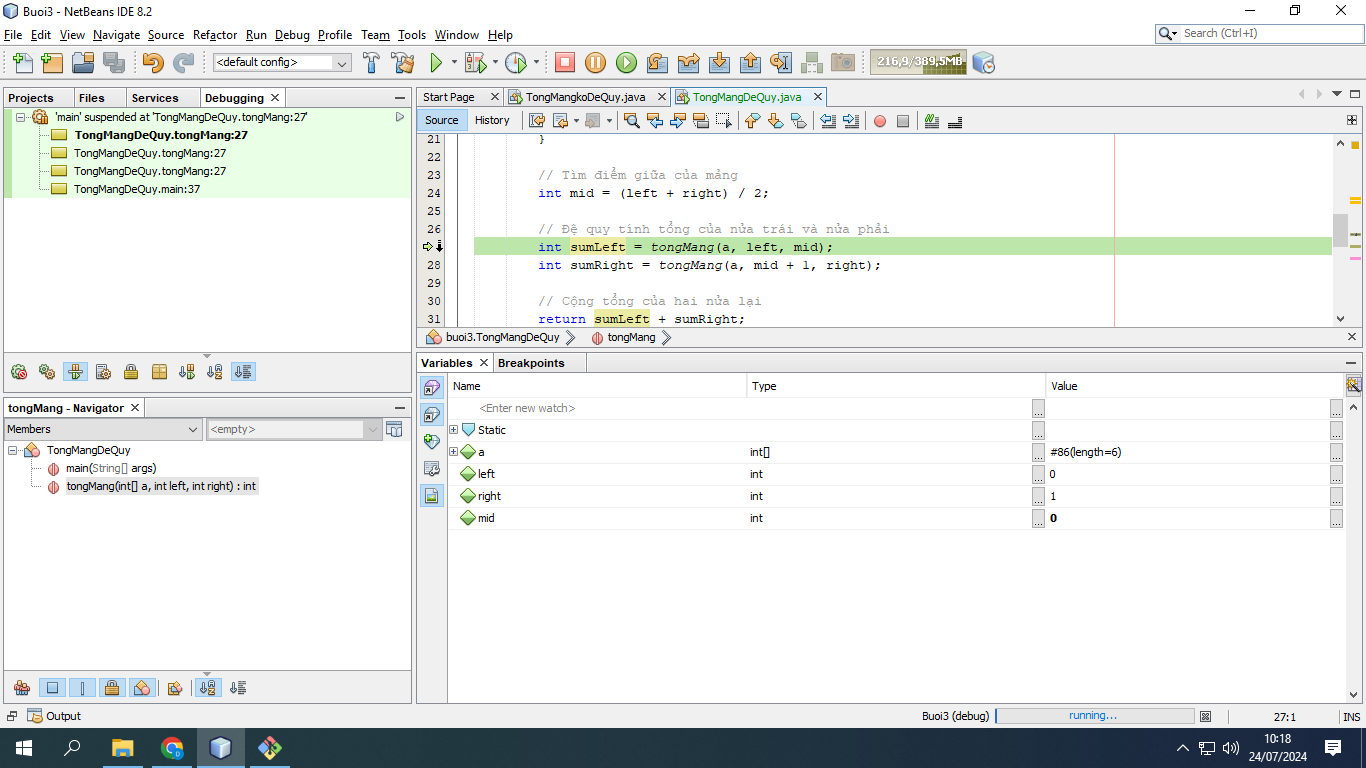 Buoi3 - NetBeans IDE 8.2
File Edit View Navigate Source Refactor Run Debug Profile Team Tools Window Help
Search (Ctrl+I)
<default config>
216,9/389,5MB
Projects Files Services Debugging
'main' suspended at 'TongMangDeQuy.tongMang:27'
TongMangDeQuy.tongMang:27
TongMangDeQuy.tongMang:27
TongMangDeQuy.tongMang:27
TongMangDeQuy.main:37
Start Page TongMangkoDeQuy.java TongMangDeQuy.java
Source History
21 }
22
23 // Tìm điểm giữa của mảng
24 int mid = (left + right) / 2;
25
26 // Đệ quy tính tổng của nửa trái và nửa phải
int sumLeft = tongMang(a, left, mid);
28 int sumRight = tongMang(a, mid + 1, right);
29
30 // Cộng tổng của hai nửa lại
31 return sumLeft + sumRight;
buoi3.TongMangDeQuy tongMang
tongMang - Navigator
Members <empty>
TongMangDeQuy
main(String[] args)
tongMang(int[] a, int left, int right) : int
Variables Breakpoints
Name Type Value
<Enter new watch>
Static
a int[] #86(length=6)
left int 0
right int 1
mid int 0
Output
Buoi3 (debug) running... 27:1 INS
10:18
24/07/2024